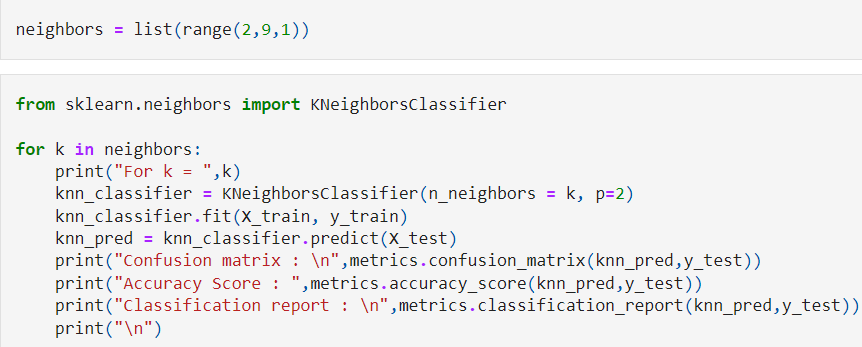 neighbors = list(range(2,9,1))
from sklearn.neighbors import KNeighborsClassifier
for k in neighbors:
    print("For k = ",k)
    knn_classifier = KNeighborsClassifier(n_neighbors = k, p=2)
    knn_classifier.fit(X_train, y_train)
    knn_pred = knn_classifier.predict(X_test)
    print("Confusion matrix : \n",metrics.confusion_matrix(knn_pred,y_test))
    print("Accuracy Score : ",metrics.accuracy_score(knn_pred,y_test))
    print("Classification report : \n",metrics.classification_report(knn_pred,y_test))
    print("\n")